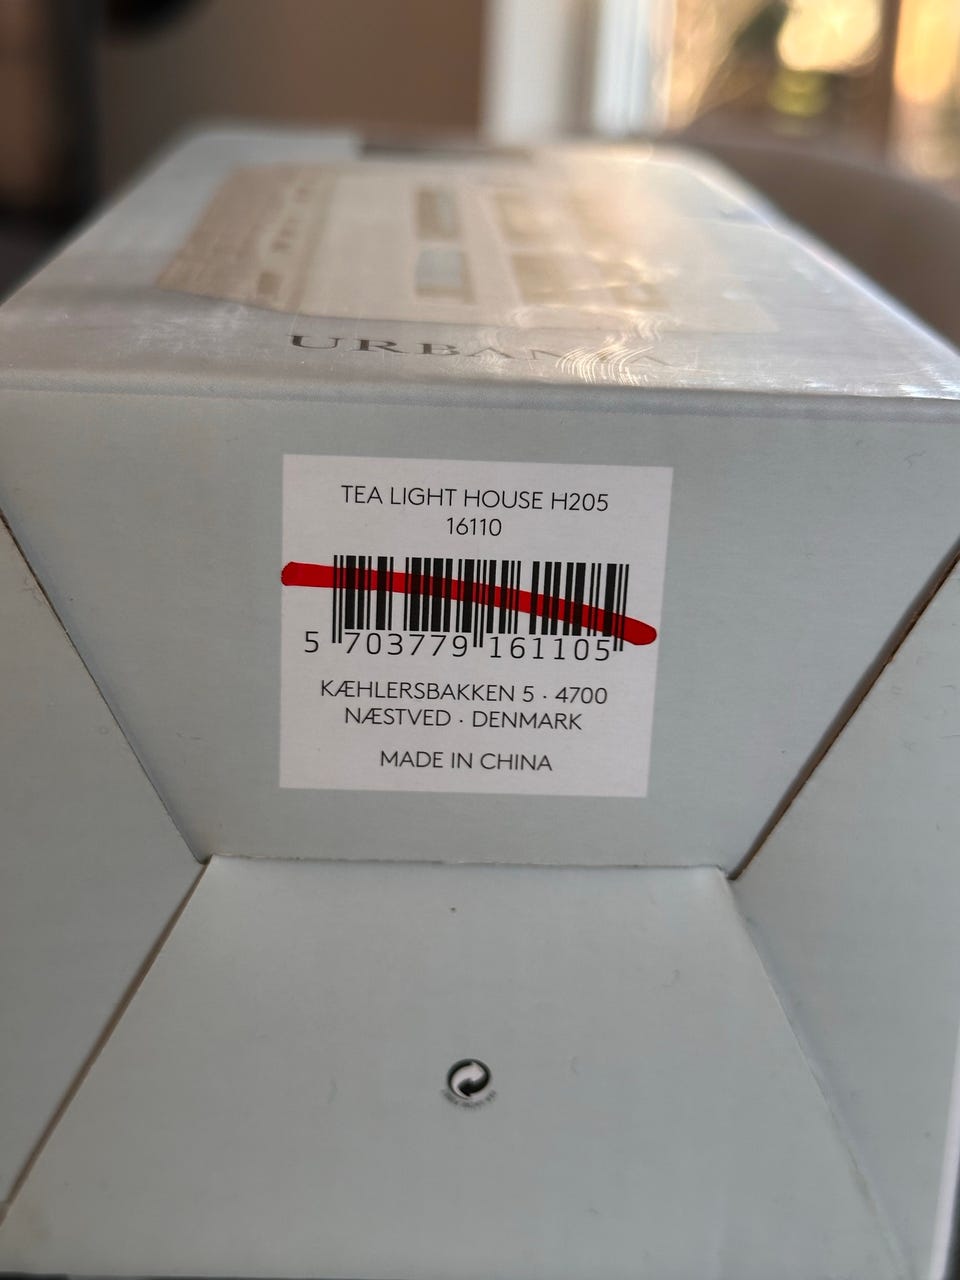 URBANIA
TEA LIGHT HOUSE H205
16110
5 703779 161105
KÆHLERSBAKKEN 5 · 4700
NÆSTVED · DENMARK
MADE IN CHINA